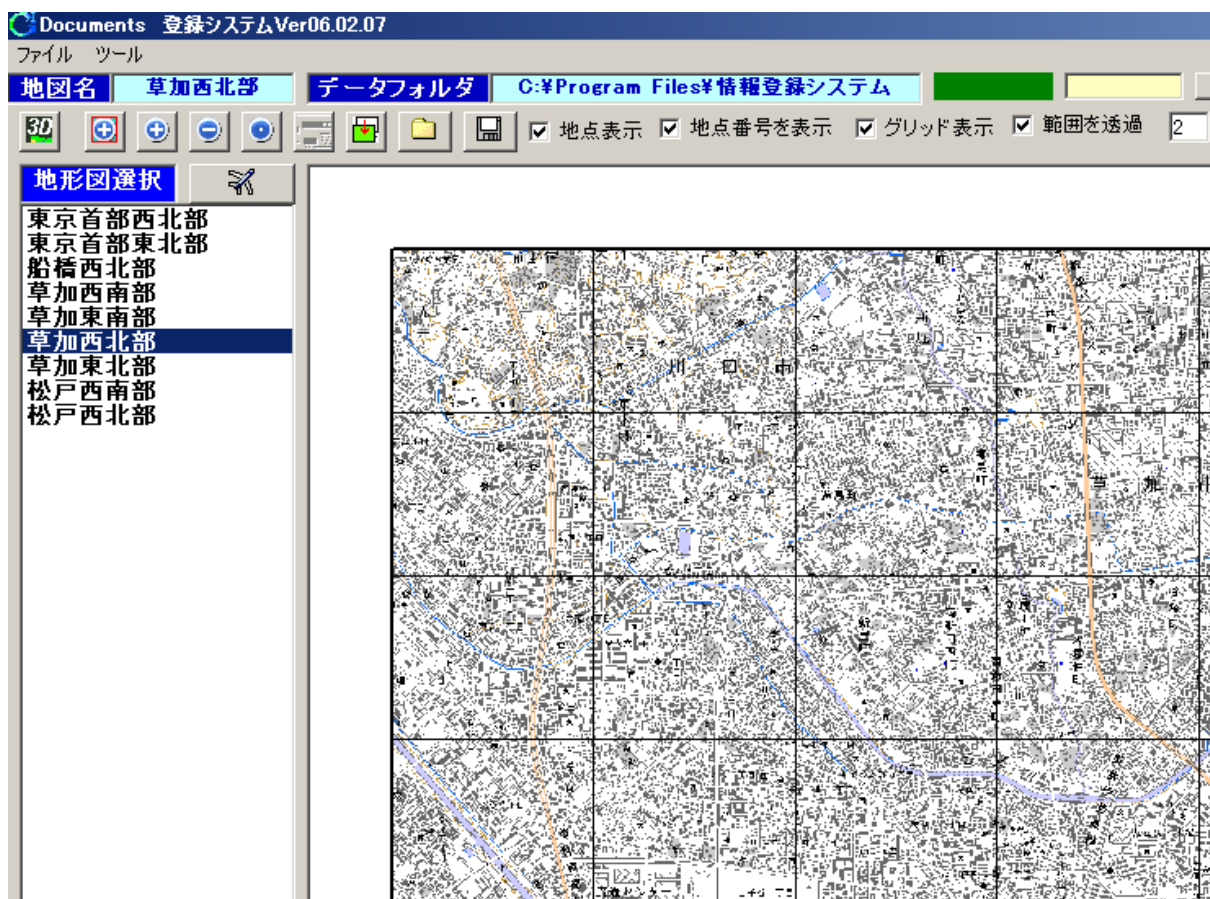 Documents 登録システムVer06.02.07
ファイル ツール
地図名 草加西北部 データフォルダ C:¥Program Files¥情報登録システム
3D 地点表示 地点番号を表示 グリッド表示 範囲を透過 2
地形図選択
東京首部西北部
東京首部東北部
船橋西北部
草加西南部
草加東南部
草加西北部
草加東北部
松戸西南部
松戸西北部
川 口 市
草 加 市